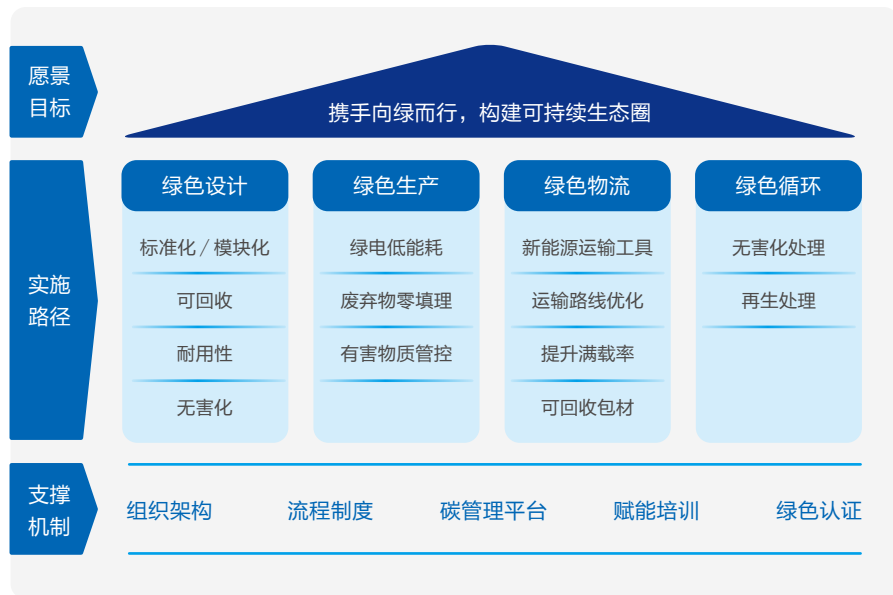 愿景
目标
携手向绿而行，构建可持续生态圈
实施
路径
绿色设计
标准化 / 模块化
可回收
耐用性
无害化
绿色生产
绿电低能耗
废弃物零填埋
有害物质管控
绿色物流
新能源运输工具
运输路线优化
提升满载率
可回收包材
绿色循环
无害化处理
再生处理
支撑
机制
组织架构
流程制度
碳管理平台
赋能培训
绿色认证